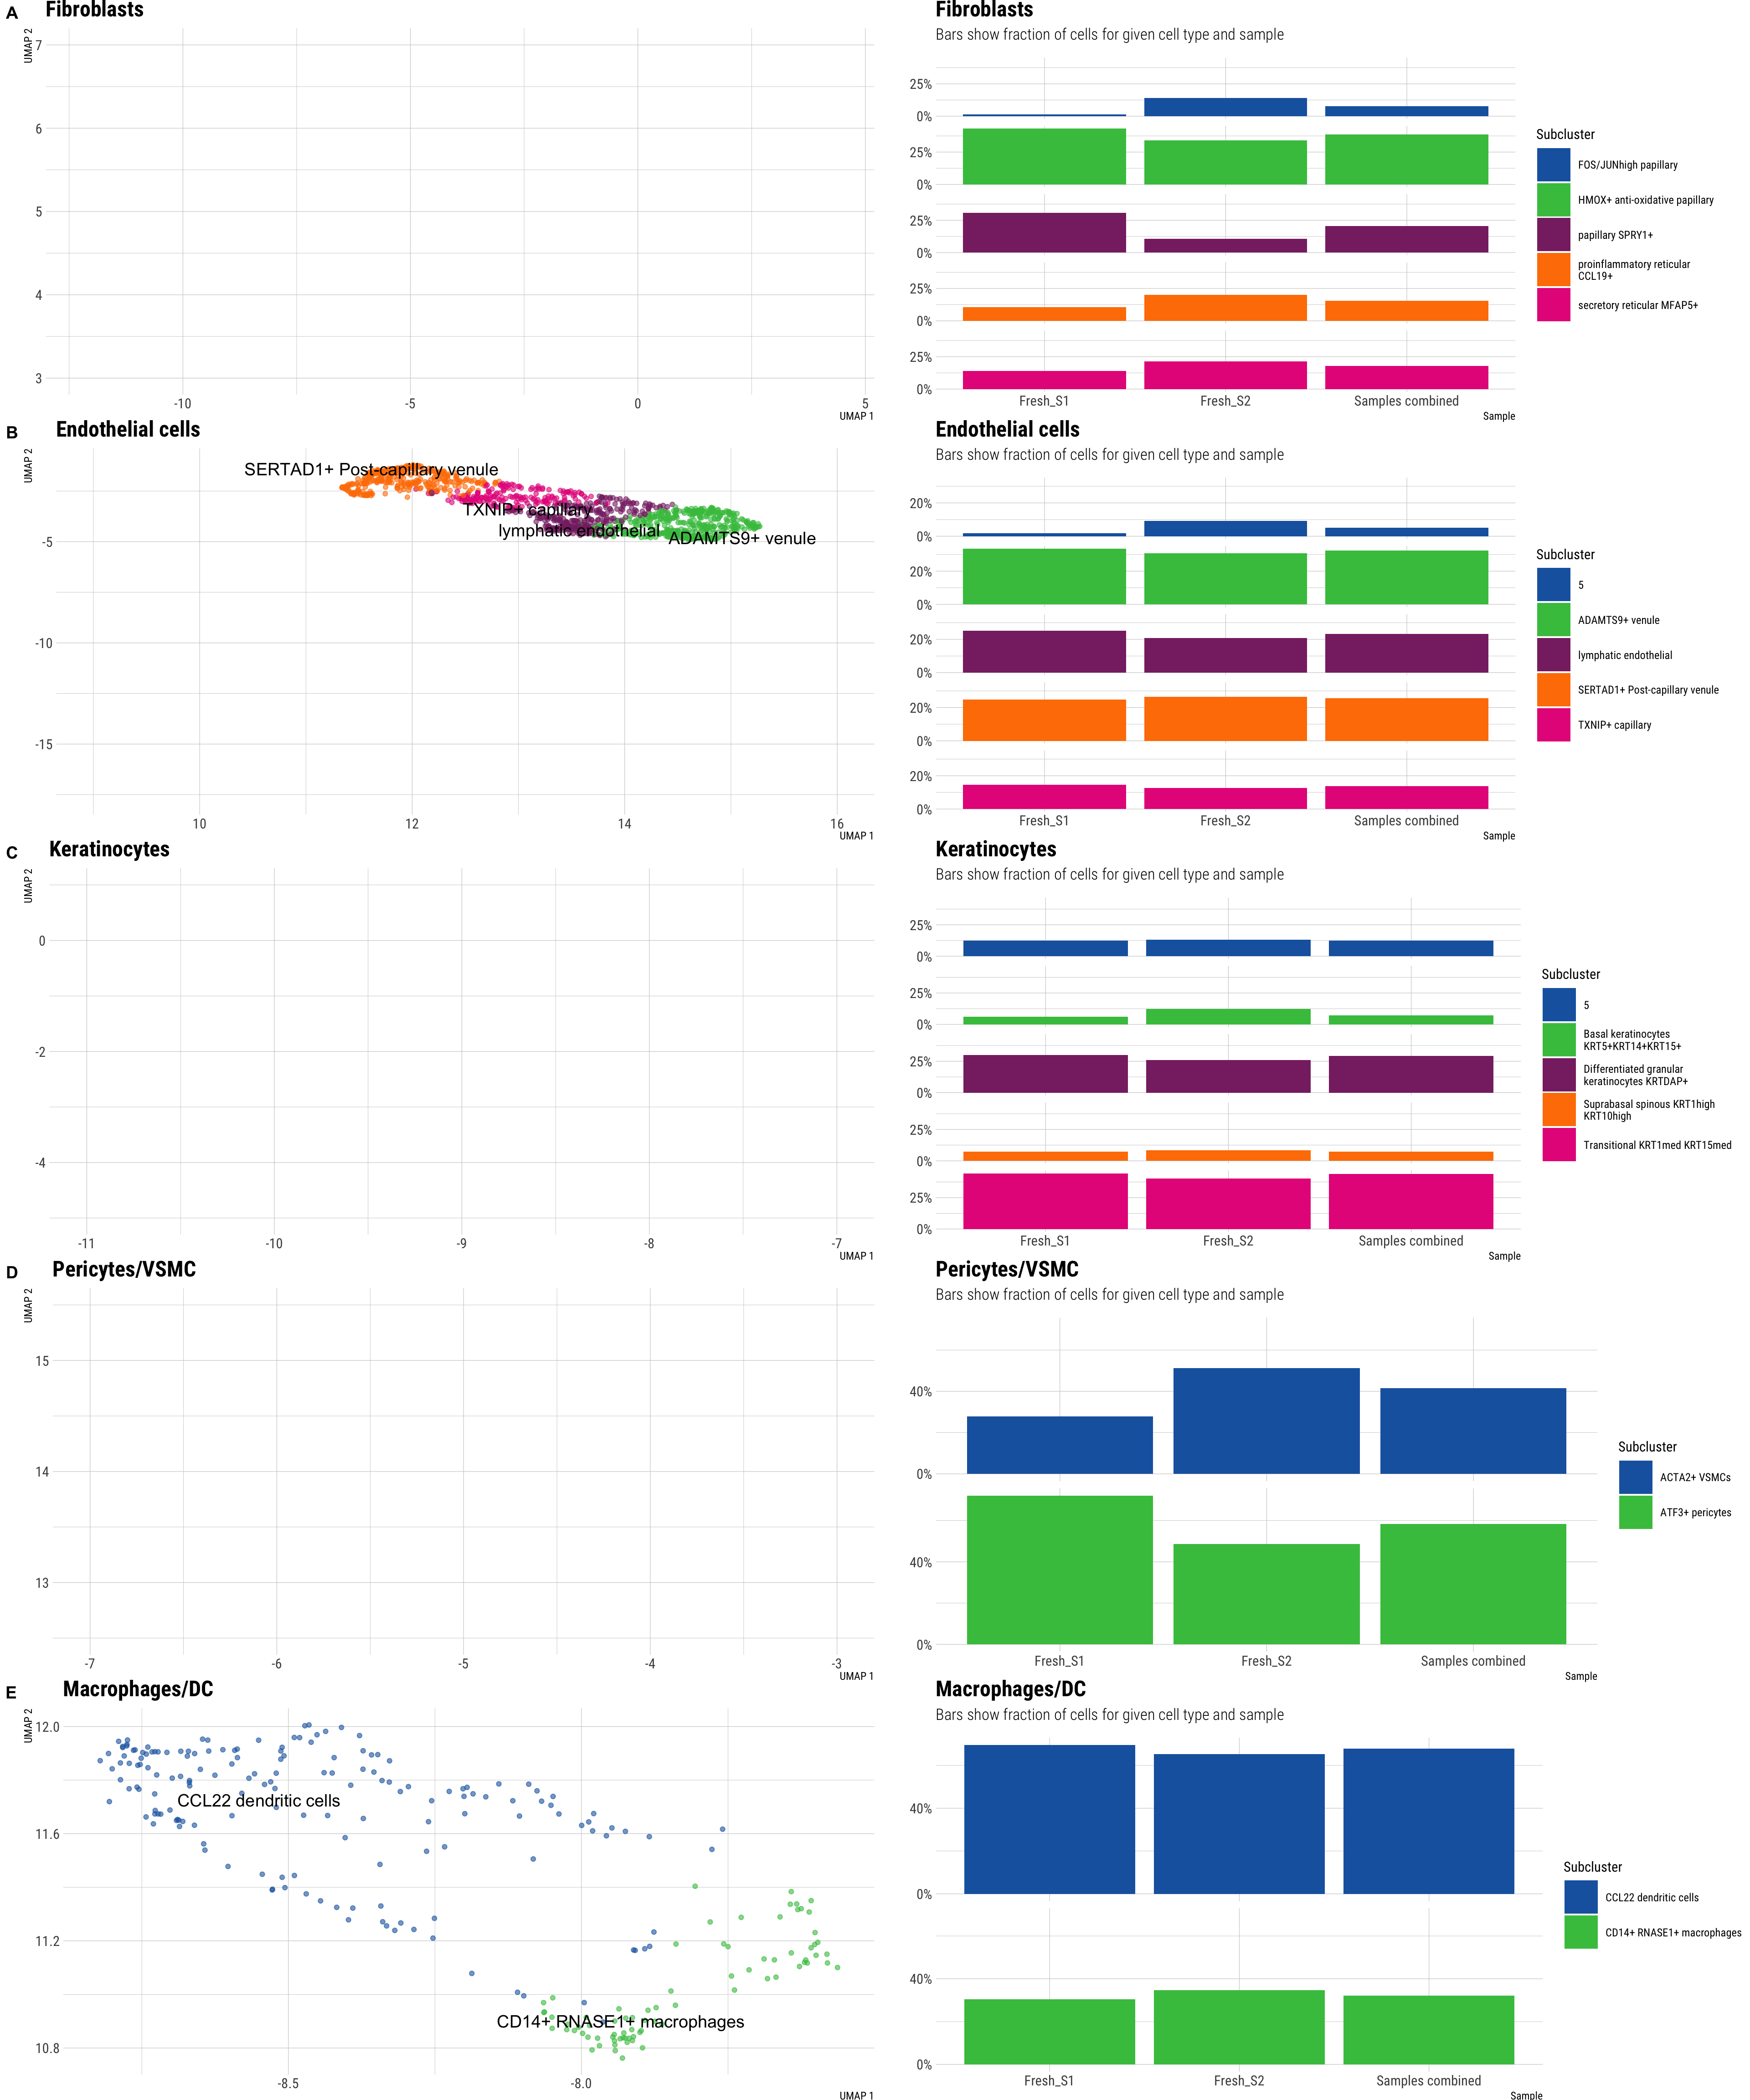 A
Fibroblasts
UMAP 2
7
6
5
4
3
-10
-5
0
5
UMAP 1
Fibroblasts
Bars show fraction of cells for given cell type and sample
25%
0%
25%
0%
25%
0%
25%
0%
25%
0%
Fresh_S1
Fresh_S2
Samples combined
Sample
Subcluster
FOS/JUNhigh papillary
HMOX+ anti-oxidative papillary
papillary SPRY1+
proinflammatory reticular
CCL19+
secretory reticular MFAP5+
B
Endothelial cells
UMAP 2
SERTAD1+ Post-capillary venule
TXNIP+ capillary
lymphatic endothelial
ADAMTS9+ venule
-5
-10
-15
10
12
14
16
UMAP 1
Endothelial cells
Bars show fraction of cells for given cell type and sample
20%
0%
20%
0%
20%
0%
20%
0%
20%
0%
Fresh_S1
Fresh_S2
Samples combined
Sample
Subcluster
5
ADAMTS9+ venule
lymphatic endothelial
SERTAD1+ Post-capillary venule
TXNIP+ capillary
C
Keratinocytes
UMAP 2
0
-2
-4
-11
-10
-9
-8
-7
UMAP 1
Keratinocytes
Bars show fraction of cells for given cell type and sample
25%
0%
25%
0%
25%
0%
25%
0%
25%
0%
Fresh_S1
Fresh_S2
Samples combined
Sample
Subcluster
5
Basal keratinocytes
KRT5+KRT14+KRT15+
Differentiated granular
keratinocytes KRTDAP+
Suprabasal spinous KRT1high
KRT10high
Transitional KRT1med KRT15med
D
Pericytes/VSMC
UMAP 2
15
14
13
-7
-6
-5
-4
-3
UMAP 1
Pericytes/VSMC
Bars show fraction of cells for given cell type and sample
40%
0%
40%
0%
Fresh_S1
Fresh_S2
Samples combined
Sample
Subcluster
ACTA2+ VSMCs
ATF3+ pericytes
E
Macrophages/DC
UMAP 2
12.0
11.6
11.2
10.8
CCL22 dendritic cells
CD14+ RNASE1+ macrophages
-8.5
-8.0
UMAP 1
Macrophages/DC
Bars show fraction of cells for given cell type and sample
40%
0%
40%
0%
Fresh_S1
Fresh_S2
Samples combined
Sample
Subcluster
CCL22 dendritic cells
CD14+ RNASE1+ macrophages